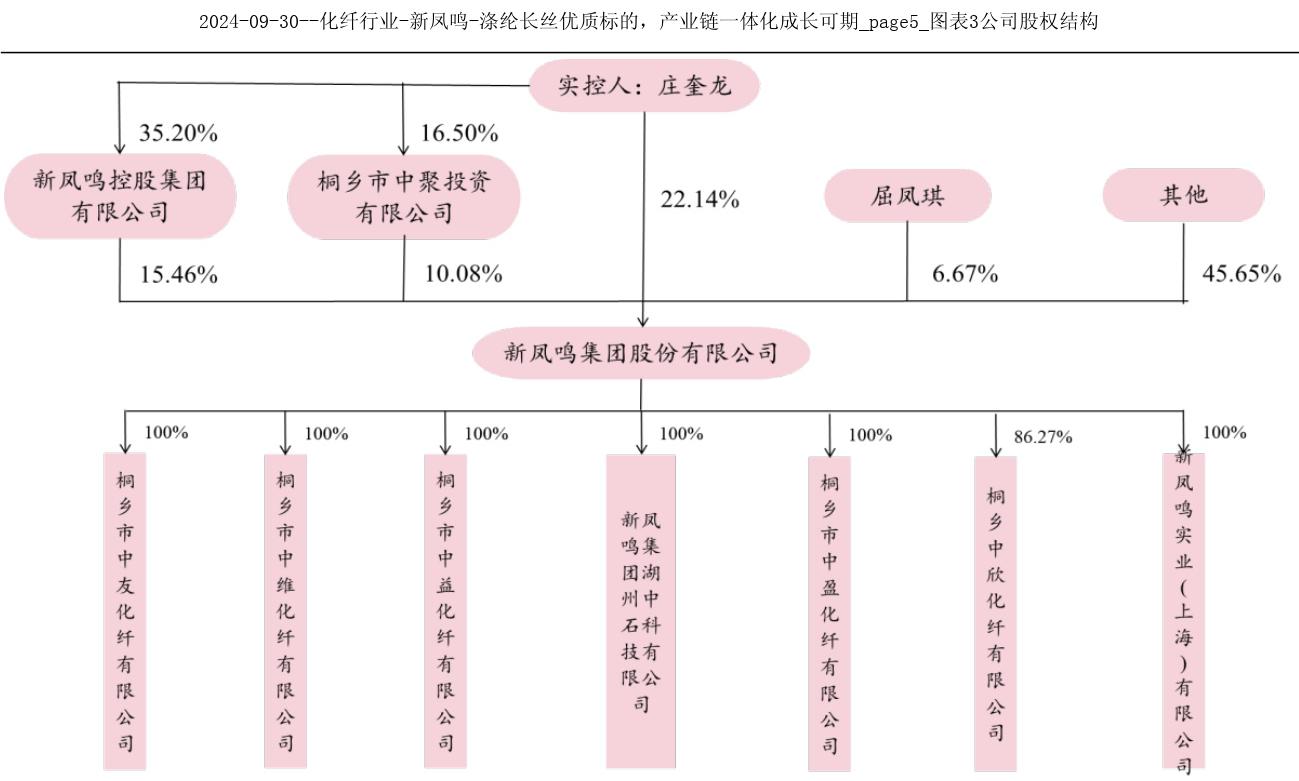 2024-09-30--化纤行业-新凤鸣-涤纶长丝优质标的，产业链一体化成长可期_page5_图表3公司股权结构
实控人：庄奎龙
35.20%
16.50%
新凤鸣控股集团
有限公司
桐乡市中聚投资
有限公司
22.14%
屈凤琪
其他
15.46%
10.08%
6.67%
45.65%
新凤鸣集团股份有限公司
100%
100%
100%
100%
100%
86.27%
100%
桐乡市中友化纤有限公司
桐乡市中维化纤有限公司
桐乡市中益化纤有限公司
新凤
鸣集
团湖
州中
石科
技有
限公
司
桐乡市中盈化纤有限公司
桐乡中欣化纤有限公司
新凤鸣实业(上海)有限公司